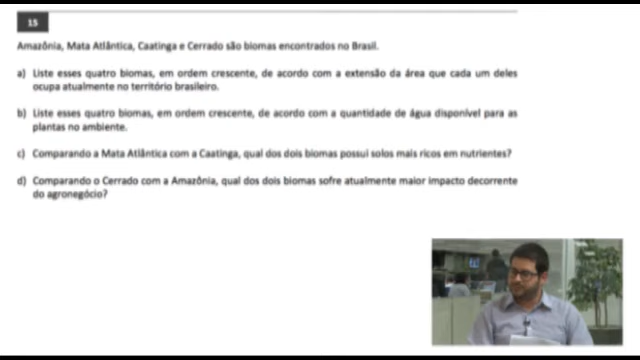 15
Amazônia, Mata Atlântica, Caatinga e Cerrado são biomas encontrados no Brasil.
a) Liste esses quatro biomas, em ordem crescente, de acordo com a extensão da área que cada um deles
ocupa atualmente no território brasileiro.
b) Liste esses quatro biomas, em ordem crescente, de acordo com a quantidade de água disponível para as
plantas no ambiente.
c) Comparando a Mata Atlântica com a Caatinga, qual dos dois biomas possui solos mais ricos em nutrientes?
d) Comparando o Cerrado com a Amazônia, qual dos dois biomas sofre atualmente maior impacto decorrente
do agronegócio?